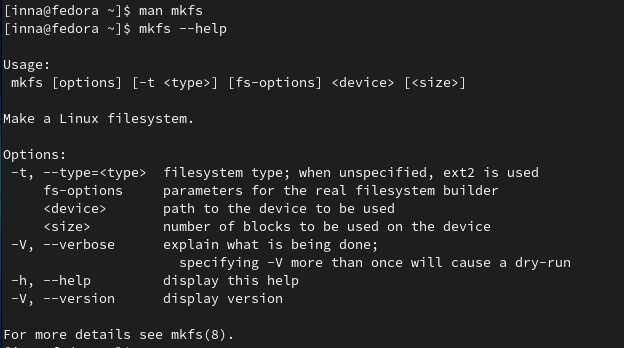 [inna@fedora ~]$ man mkfs
[inna@fedora ~]$ mkfs --help
Usage:
mkfs [options] [-t <type>] [fs-options] <device> [<size>]
Make a Linux filesystem.
Options:
-t, --type=<type> filesystem type; when unspecified, ext2 is used
fs-options parameters for the real filesystem builder
<device> path to the device to be used
<size> number of blocks to be used on the device
-V, --verbose explain what is being done;
specifying -V more than once will cause a dry-run
-h, --help display this help
-V, --version display version
For more details see mkfs(8).